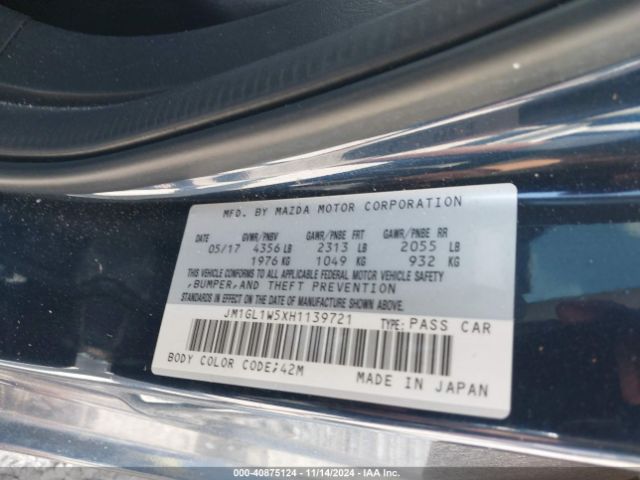 MFD. BY MAZDA MOTOR CORPORATION
GVWR/PNBV GAWR/PNBE FRT GAWR/PNBE RR
05/17 4356 LB 2313 LB 2055 LB
1976 KG 1049 KG 932 KG
THIS VEHICLE CONFORMS TO ALL APPLICABLE FEDERAL MOTOR VEHICLE SAFETY
,BUMPER,AND THEFT PREVENTION
STANDARDS IN EFFECT ON THE DATE OF MANUFACTURE SHOWN ABOVE.
JM1GL1W5XH1139721 TYPE; PASS CAR
BODY COLOR CODE;42M MADE IN JAPAN
000-40875124 - 11/14/2024 - IAAI.COM